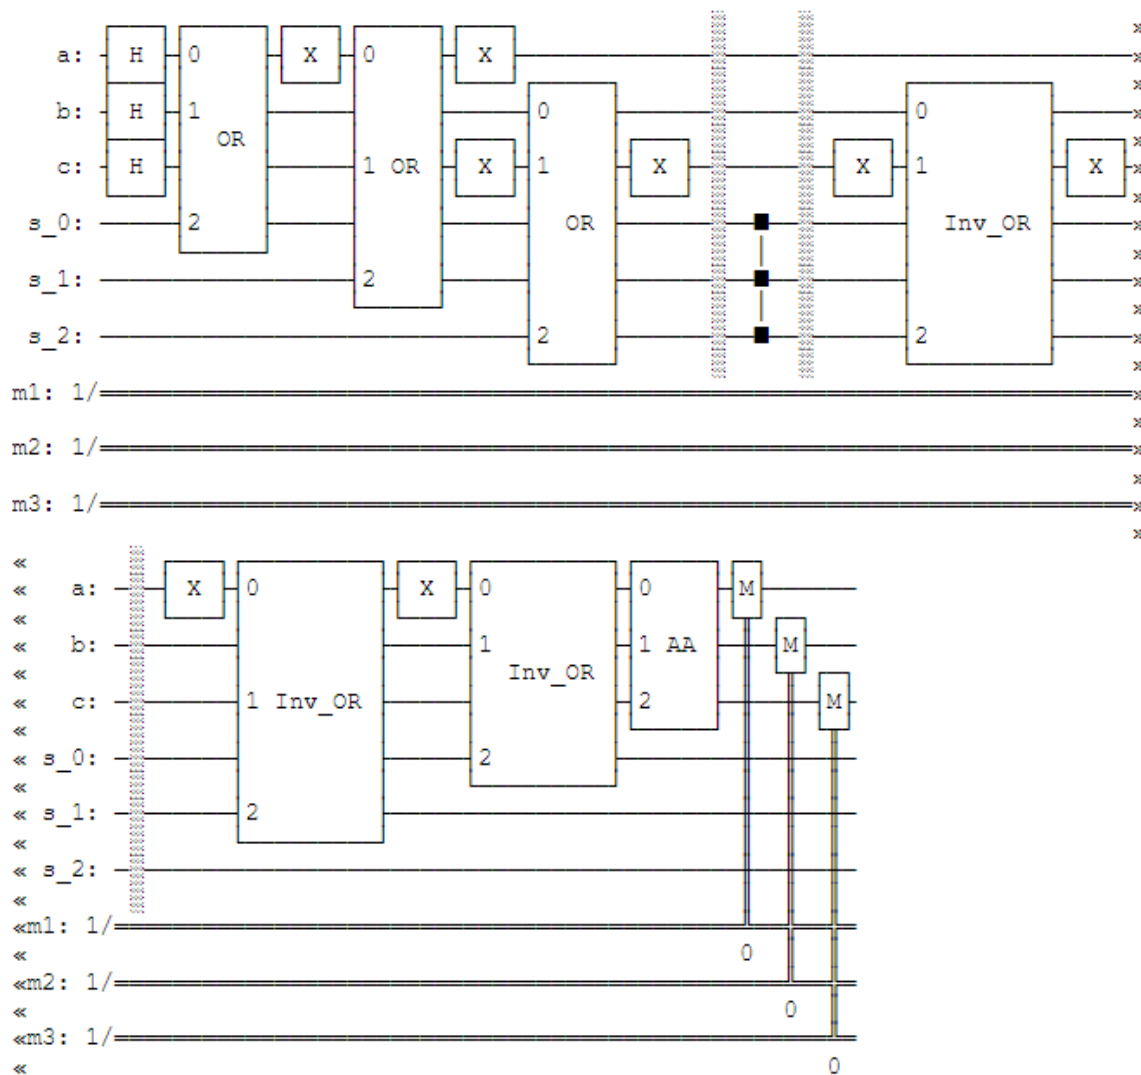 a: H 0 X 0 X »
b: H 1 0 0 »
OR
c: H 1 OR X 1 X X 1 X »
s_0: 2 OR Inv_OR »
s_1: 2 »
s_2: 2 2 »
m1: 1/ »
m2: 1/ »
m3: 1/ »
« a: X 0 X 0 0 M
« b: 1 1 AA M
Inv_OR
« c: 1 Inv_OR 2 M
« s_0: 2
« s_1: 2
« s_2:
«m1: 1/
« 0
«m2: 1/
« 0
«m3: 1/
« 0